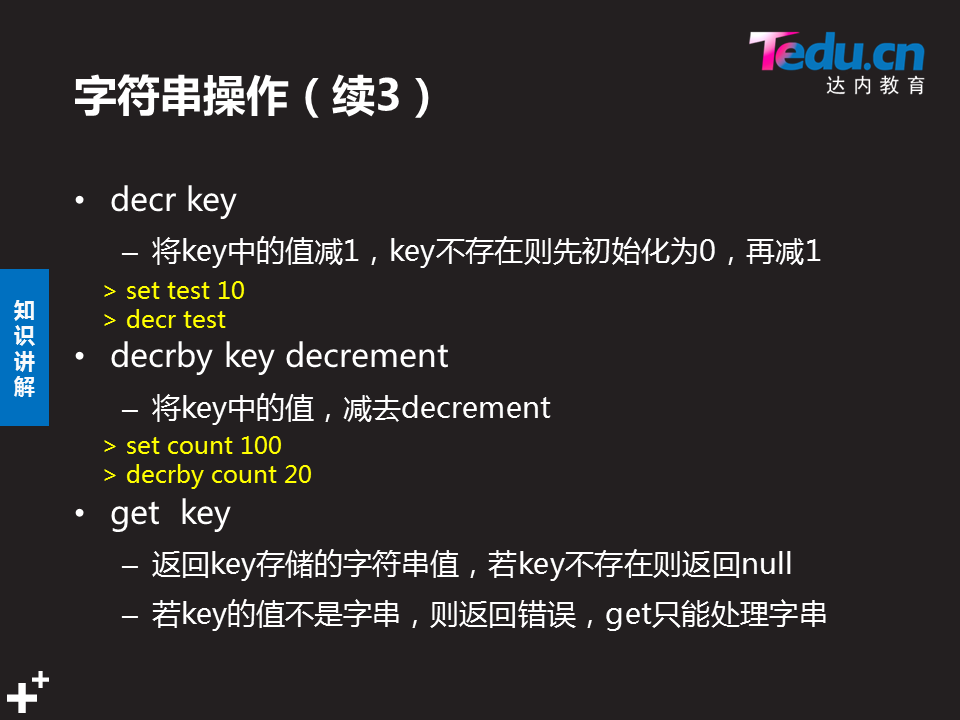 Tedu.cn
达内教育
字符串操作（续3）
• decr key
– 将key中的值减1，key不存在则先初始化为0，再减1
> set test 10
> decr test
• decrby key decrement
– 将key中的值，减去decrement
> set count 100
> decrby count 20
• get  key
– 返回key存储的字符串值，若key不存在则返回null
– 若key的值不是字串，则返回错误，get只能处理字串
知
识
讲
解